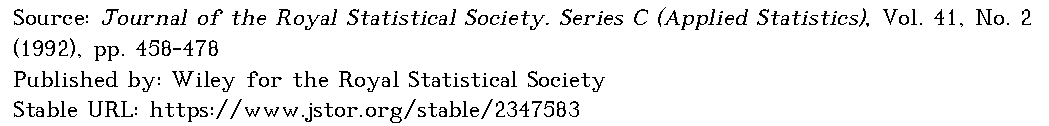 Source: Journal of the Royal Statistical Society. Series C (Applied Statistics), Vol. 41, No. 2
(1992), pp. 458-478
Published by: Wiley for the Royal Statistical Society
Stable URL: https://www.jstor.org/stable/2347583